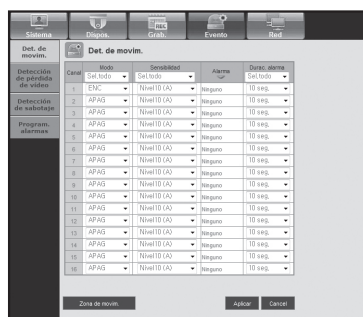 Sistema Dispos. Grab. Evento Red
REC
Det. de movim.
Detección de pérdida de vídeo
Detección de sabotaje
Program. alarmas
Det. de movim.
Canal Modo Sensibilidad Alarma Durac. alarma
Sel.todo Sel.todo Sel.todo
1 ENC Nivel10 (A) Ninguno 10 seg.
2 APAG Nivel10 (A) Ninguno 10 seg.
3 APAG Nivel10 (A) Ninguno 10 seg.
4 APAG Nivel10 (A) Ninguno 10 seg.
5 APAG Nivel10 (A) Ninguno 10 seg.
6 APAG Nivel10 (A) Ninguno 10 seg.
7 APAG Nivel10 (A) Ninguno 10 seg.
8 APAG Nivel10 (A) Ninguno 10 seg.
9 APAG Nivel10 (A) Ninguno 10 seg.
10 APAG Nivel10 (A) Ninguno 10 seg.
11 APAG Nivel10 (A) Ninguno 10 seg.
12 APAG Nivel10 (A) Ninguno 10 seg.
13 APAG Nivel10 (A) Ninguno 10 seg.
14 APAG Nivel10 (A) Ninguno 10 seg.
15 APAG Nivel10 (A) Ninguno 10 seg.
16 APAG Nivel10 (A) Ninguno 10 seg.
Zona de movim. Aplicar Cancel